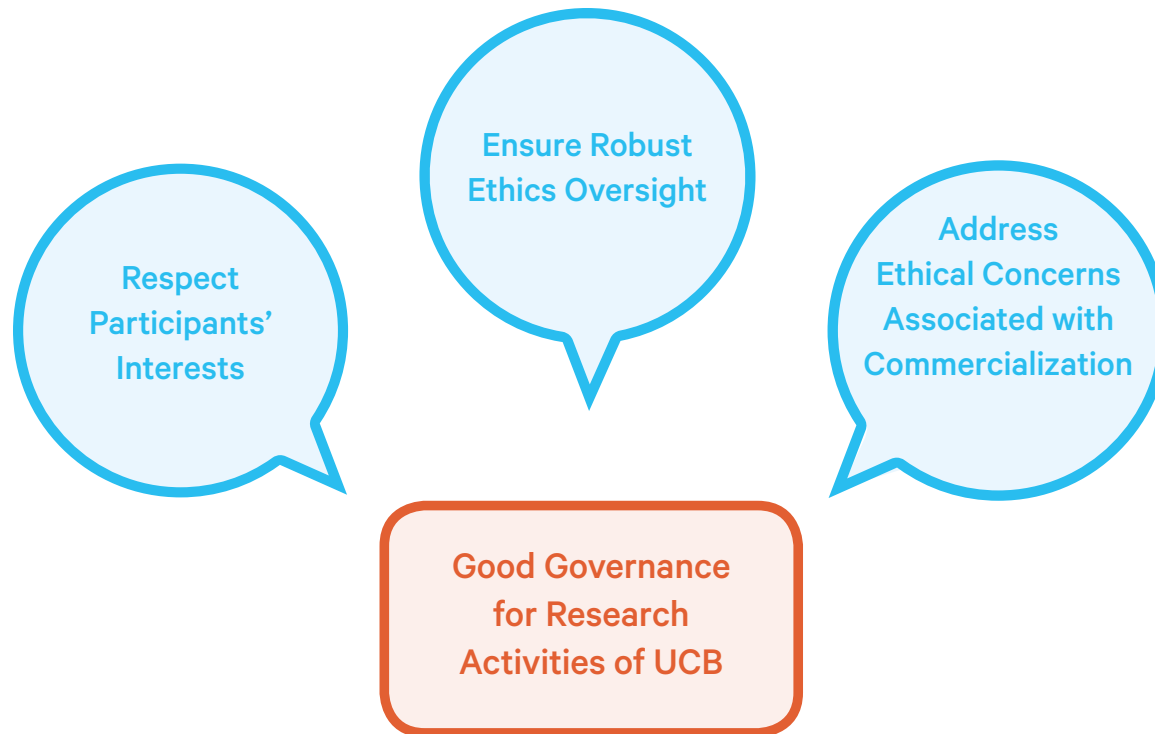 Respect
Participants’
Interests
Ensure Robust
Ethics Oversight
Address
Ethical Concerns
Associated with
Commercialization
Good Governance
for Research
Activities of UCB